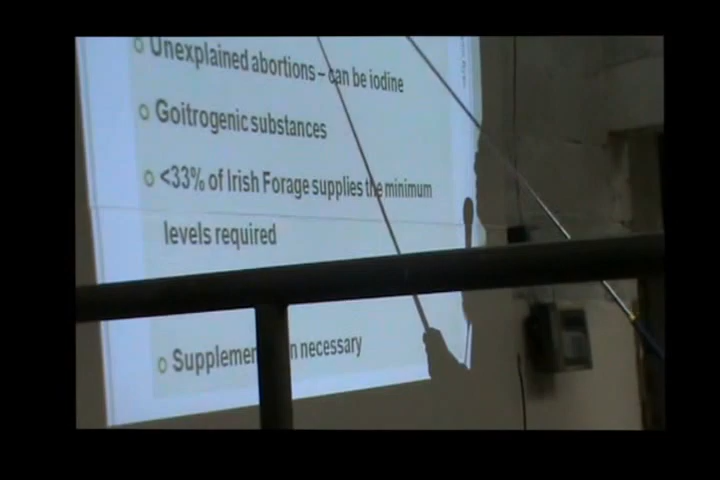 Unexplained abortions – can be iodine
Goitrogenic substances
<33% of Irish Forage supplies the minimum
levels required
necessary